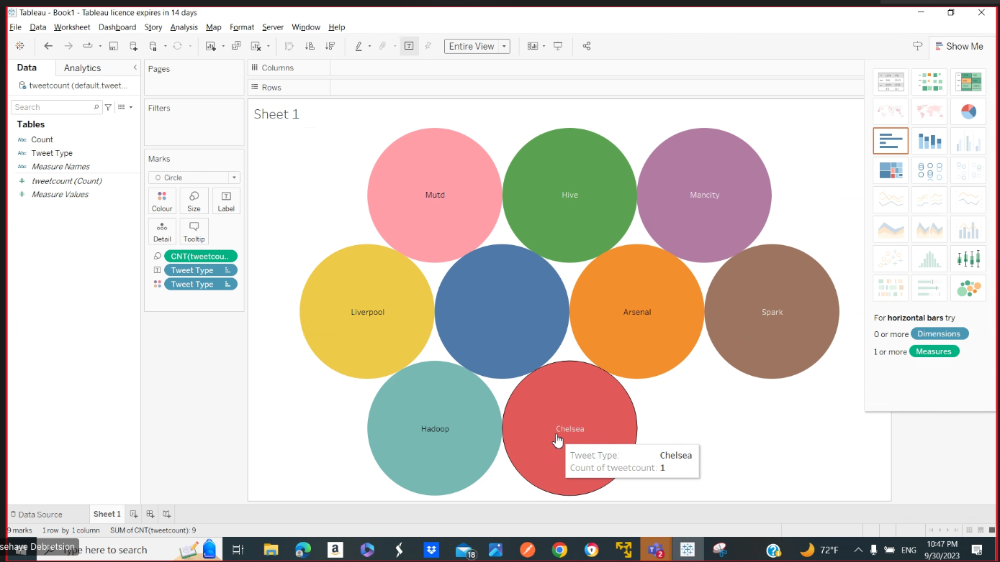 Tableau - Book1 - Tableau licence expires in 14 days
File Data Worksheet Dashboard Story Analysis Map Format Server Window Help
Entire View
Show Me
Data Analytics
tweetcount (default.tweet...
Search
Tables
Abc Count
Abc Tweet Type
Abc Measure Names
# tweetcount (Count)
# Measure Values
Pages
Filters
Marks
Circle
Colour Size Label
Detail Tooltip
CNT(tweetcou..
Tweet Type
Tweet Type
Columns
Rows
Sheet 1
Mutd
Hive
Mancity
Liverpool
Arsenal
Spark
Hadoop
Chelsea
Tweet Type: Chelsea
Count of tweetcount: 1
For horizontal bars try
0 or more Dimensions
1 or more Measures
Data Source Sheet 1
9 marks 1 row by 1 column SUM of CNT(tweetcount): 9
sehaye Debretsion
ype here to search
18
2
72°F
ENG
10:47 PM
9/30/2023